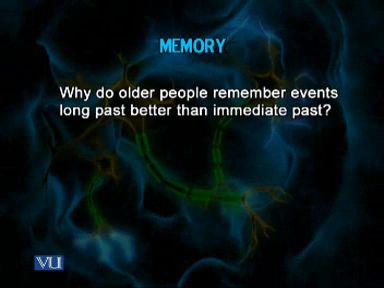 MEMORY
Why do older people remember events
long past better than immediate past?
VU